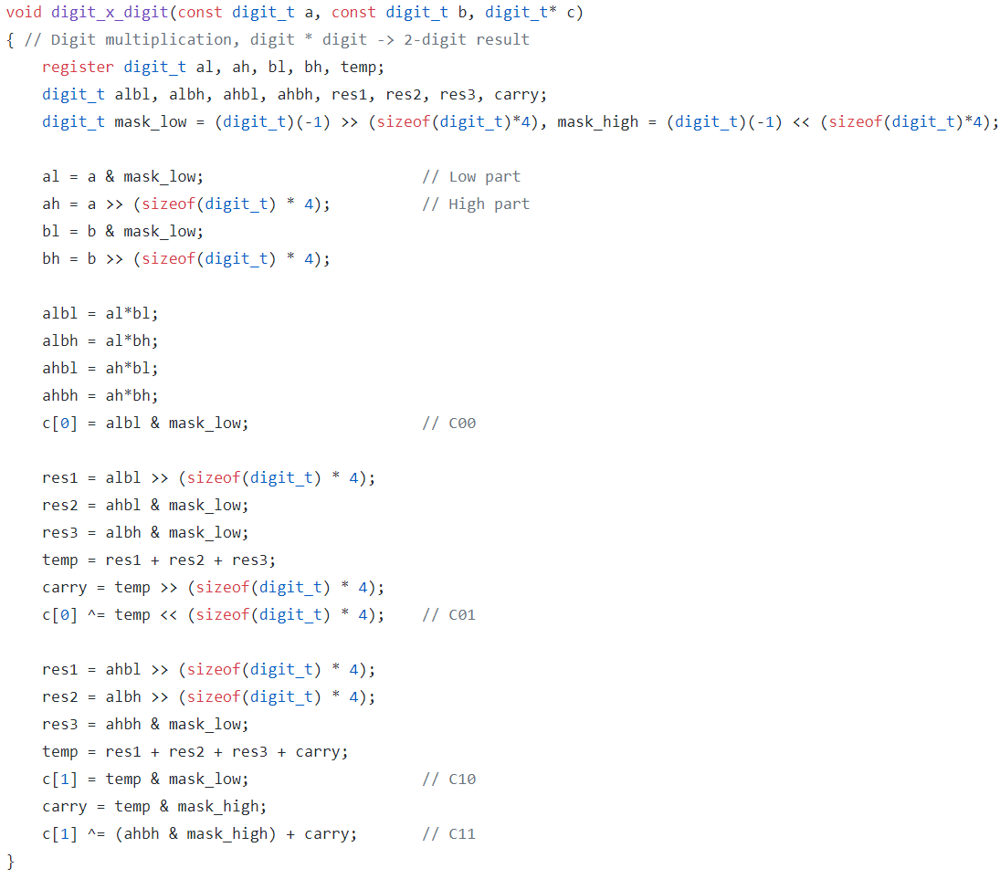 void digit_x_digit(const digit_t a, const digit_t b, digit_t* c)
{ // Digit multiplication, digit * digit -> 2-digit result
    register digit_t al, ah, bl, bh, temp;
    digit_t albl, albh, ahbl, ahbh, res1, res2, res3, carry;
    digit_t mask_low = (digit_t)(-1) >> (sizeof(digit_t)*4), mask_high = (digit_t)(-1) << (sizeof(digit_t)*4);

    al = a & mask_low;                        // Low part
    ah = a >> (sizeof(digit_t) * 4);          // High part
    bl = b & mask_low;
    bh = b >> (sizeof(digit_t) * 4);

    albl = al*bl;
    albh = al*bh;
    ahbl = ah*bl;
    ahbh = ah*bh;
    c[0] = albl & mask_low;                   // C00

    res1 = albl >> (sizeof(digit_t) * 4);
    res2 = ahbl & mask_low;
    res3 = albh & mask_low;
    temp = res1 + res2 + res3;
    carry = temp >> (sizeof(digit_t) * 4);
    c[0] ^= temp << (sizeof(digit_t) * 4);    // C01

    res1 = ahbl >> (sizeof(digit_t) * 4);
    res2 = albh >> (sizeof(digit_t) * 4);
    res3 = ahbh & mask_low;
    temp = res1 + res2 + res3 + carry;
    c[1] = temp & mask_low;                   // C10
    carry = temp & mask_high;
    c[1] ^= (ahbh & mask_high) + carry;       // C11
}